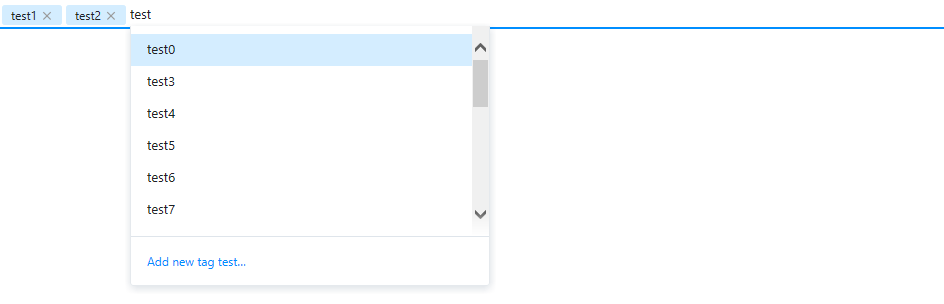 test1 test2 test
test0
test3
test4
test5
test6
test7
Add new tag test...